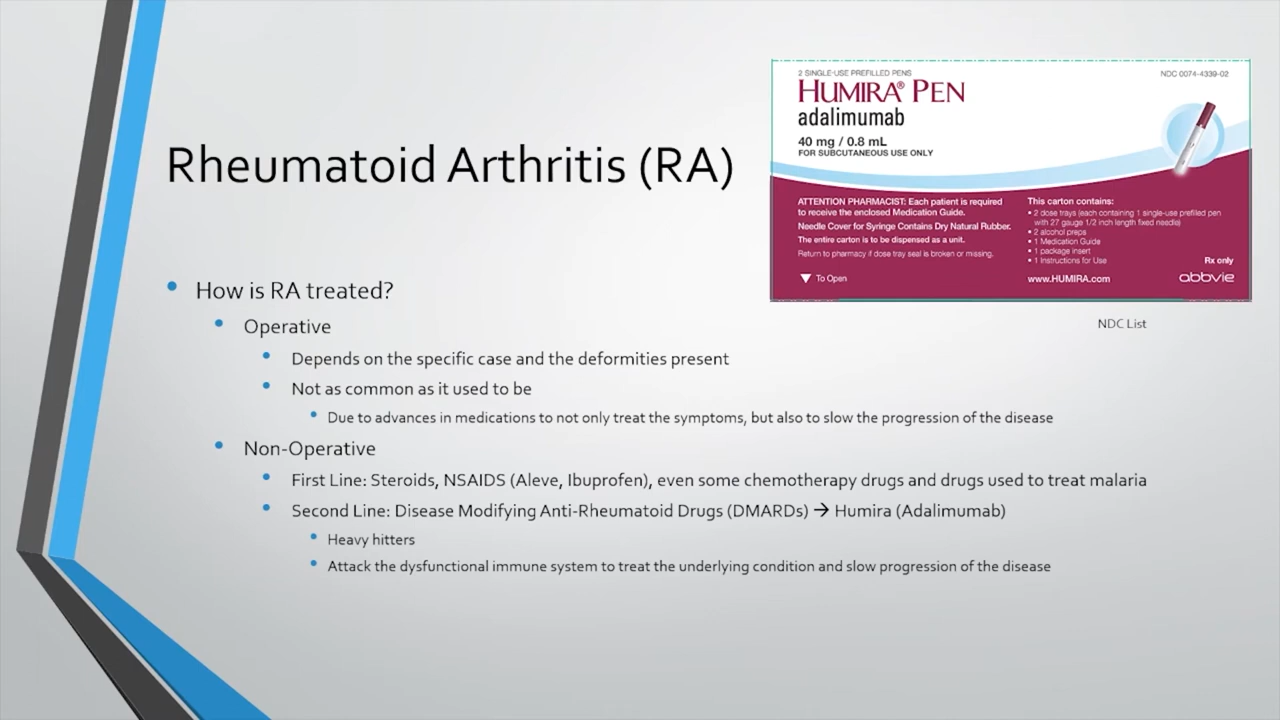 2 SINGLE-USE PREFILLED PENS
NDC 0074-4339-02
HUMIRA® PEN
adalimumab
40 mg / 0.8 mL
FOR SUBCUTANEOUS USE ONLY
ATTENTION PHARMACIST: Each patient is required
to receive the enclosed Medication Guide.
Needle Cover for Syringe Contains Dry Natural Rubber.
The entire carton is to be dispensed as a unit.
Return to pharmacy if dose tray seal is broken or missing.
To Open
This carton contains:
• 2 dose trays (each containing 1 single-use prefilled pen
with 27 gauge 1/2 inch length fixed needle)
• 2 alcohol preps
• 1 Medication Guide
• 1 package insert
• 1 Instructions for Use
Rx only
www.HUMIRA.com
abbvie
NDC List
Rheumatoid Arthritis (RA)
• How is RA treated?
• Operative
• Depends on the specific case and the deformities present
• Not as common as it used to be
• Due to advances in medications to not only treat the symptoms, but also to slow the progression of the disease
• Non-Operative
• First Line: Steroids, NSAIDS (Aleve, Ibuprofen), even some chemotherapy drugs and drugs used to treat malaria
• Second Line: Disease Modifying Anti-Rheumatoid Drugs (DMARDs) → Humira (Adalimumab)
• Heavy hitters
• Attack the dysfunctional immune system to treat the underlying condition and slow progression of the disease